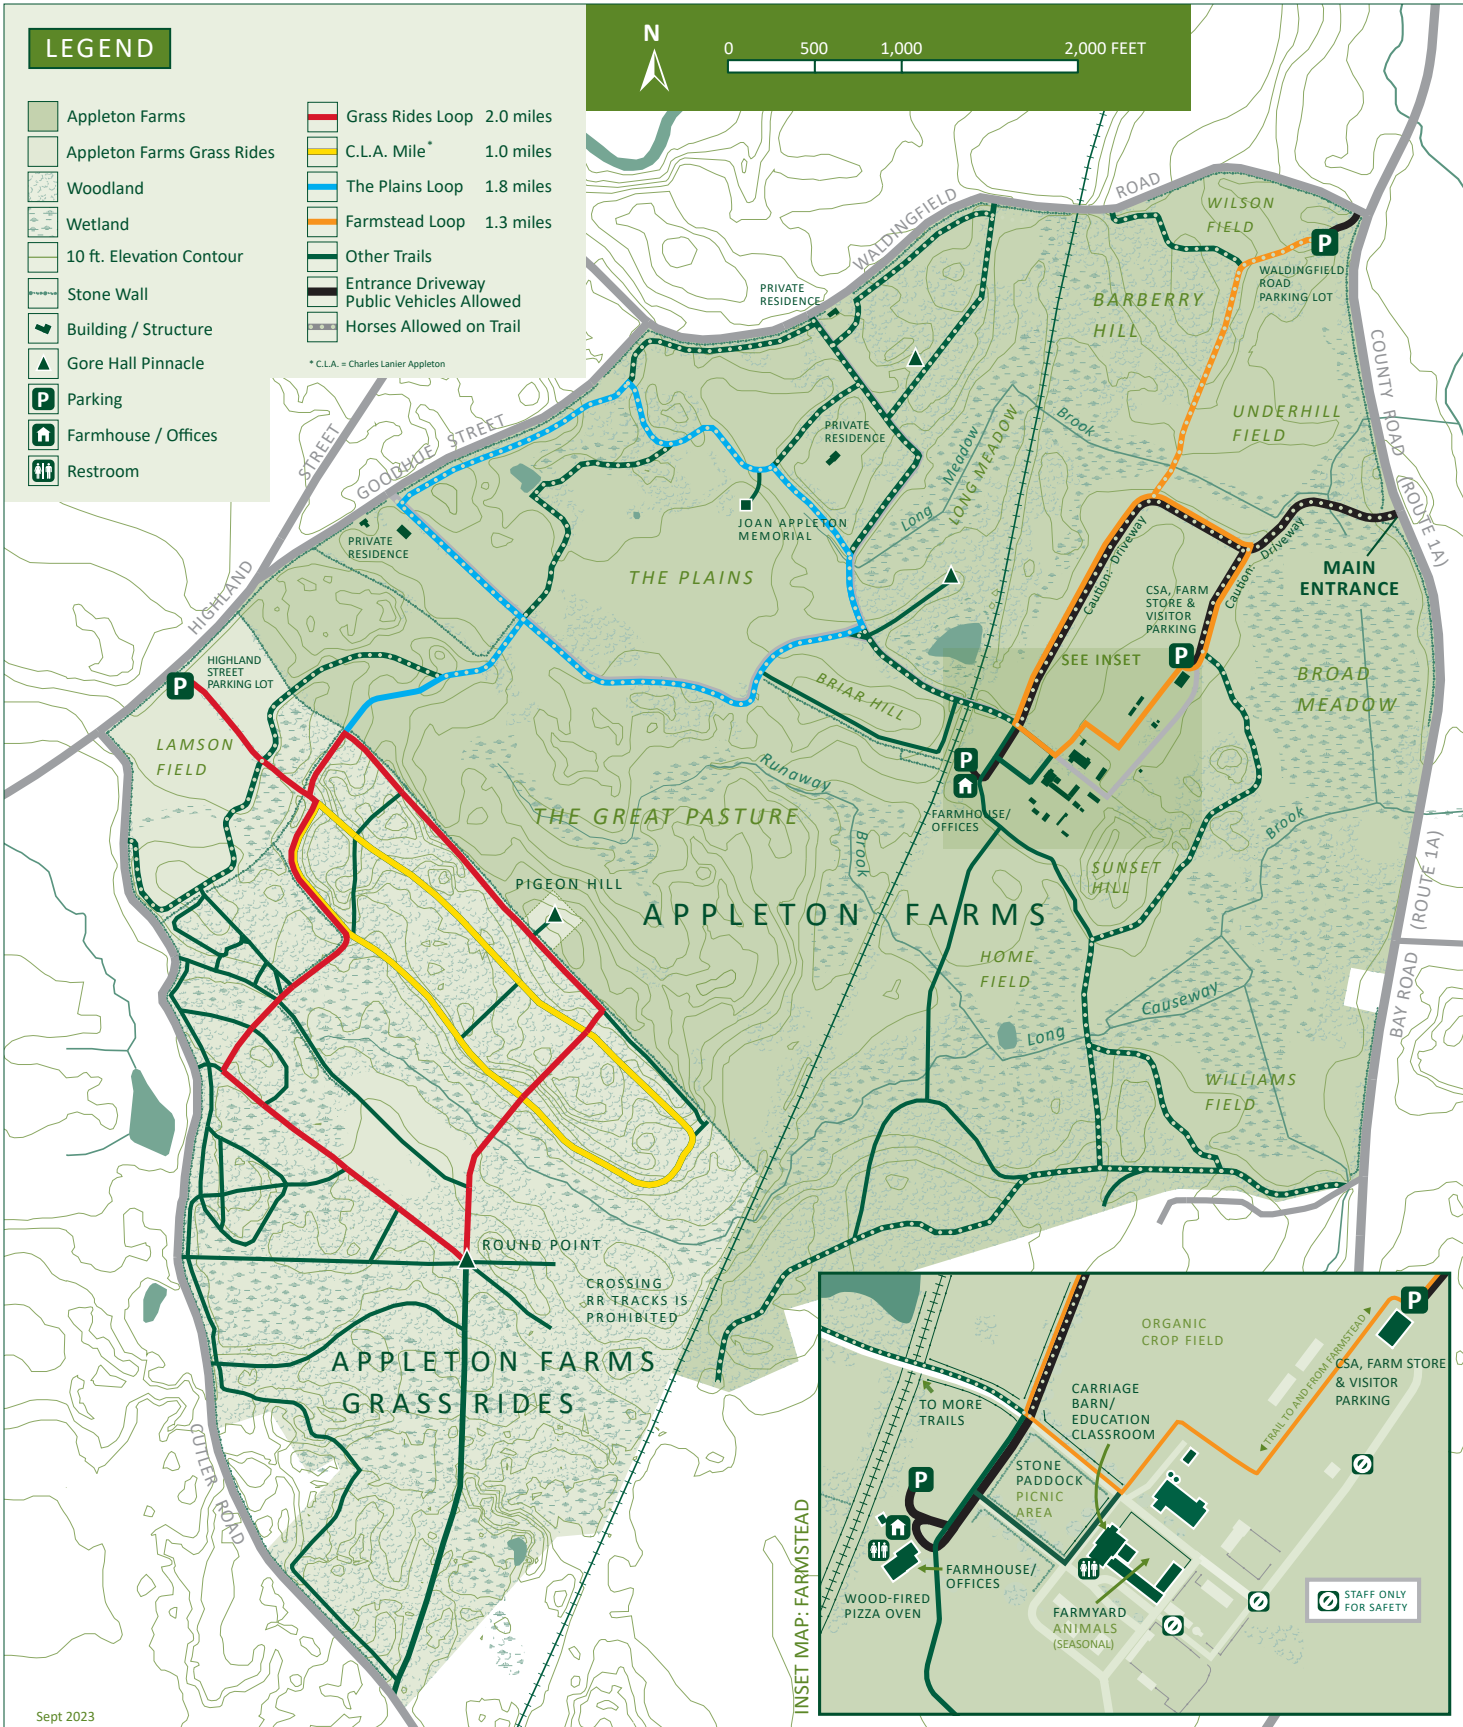 LEGEND
Appleton Farms
Appleton Farms Grass Rides
Woodland
Wetland
10 ft. Elevation Contour
Stone Wall
Building / Structure
Gore Hall Pinnacle
P Parking
Farmhouse / Offices
Restroom
Grass Rides Loop 2.0 miles
C.L.A. Mile* 1.0 miles
The Plains Loop 1.8 miles
Farmstead Loop 1.3 miles
Other Trails
Entrance Driveway
Public Vehicles Allowed
Horses Allowed on Trail
* C.L.A. = Charles Lanier Appleton
N
0 500 1,000 2,000 FEET
WALDINGFIELD ROAD
WILSON
FIELD
P
WALDINGFIELD
ROAD
PARKING LOT
PRIVATE
RESIDENCE
BARBERRY
HILL
COUNTY ROAD (ROUTE 1A)
UNDERHILL
FIELD
Brook
Long Meadow
LONG MEADOW
PRIVATE
RESIDENCE
STREET
GOODHUE STREET
HIGHLAND
PRIVATE
RESIDENCE
JOAN APPLETON
MEMORIAL
THE PLAINS
Caution: Driveway
Caution: Driveway
MAIN
ENTRANCE
CSA, FARM
STORE &
VISITOR
PARKING
P
SEE INSET
BROAD
MEADOW
HIGHLAND
STREET
PARKING LOT
P
LAMSON
FIELD
BRIAR HILL
Runaway
Brook
P
FARMHOUSE/
OFFICES
THE GREAT PASTURE
Brook
SUNSET
HILL
PIGEON HILL
APPLETON FARMS
(ROUTE 1A)
BAY ROAD
HOME
FIELD
Causeway
Long
WILLIAMS
FIELD
ROUND POINT
CROSSING
RR TRACKS IS
PROHIBITED
APPLETON FARMS
GRASS RIDES
CUTLER ROAD
Sept 2023
INSET MAP: FARMSTEAD
ORGANIC
CROP FIELD
P
TRAIL TO AND FROM FARMSTEAD
CSA, FARM STORE
& VISITOR
PARKING
TO MORE
TRAILS
CARRIAGE
BARN/
EDUCATION
CLASSROOM
STONE
PADDOCK
PICNIC
AREA
P
FARMHOUSE/
OFFICES
WOOD-FIRED
PIZZA OVEN
FARMYARD
ANIMALS
(SEASONAL)
STAFF ONLY
FOR SAFETY